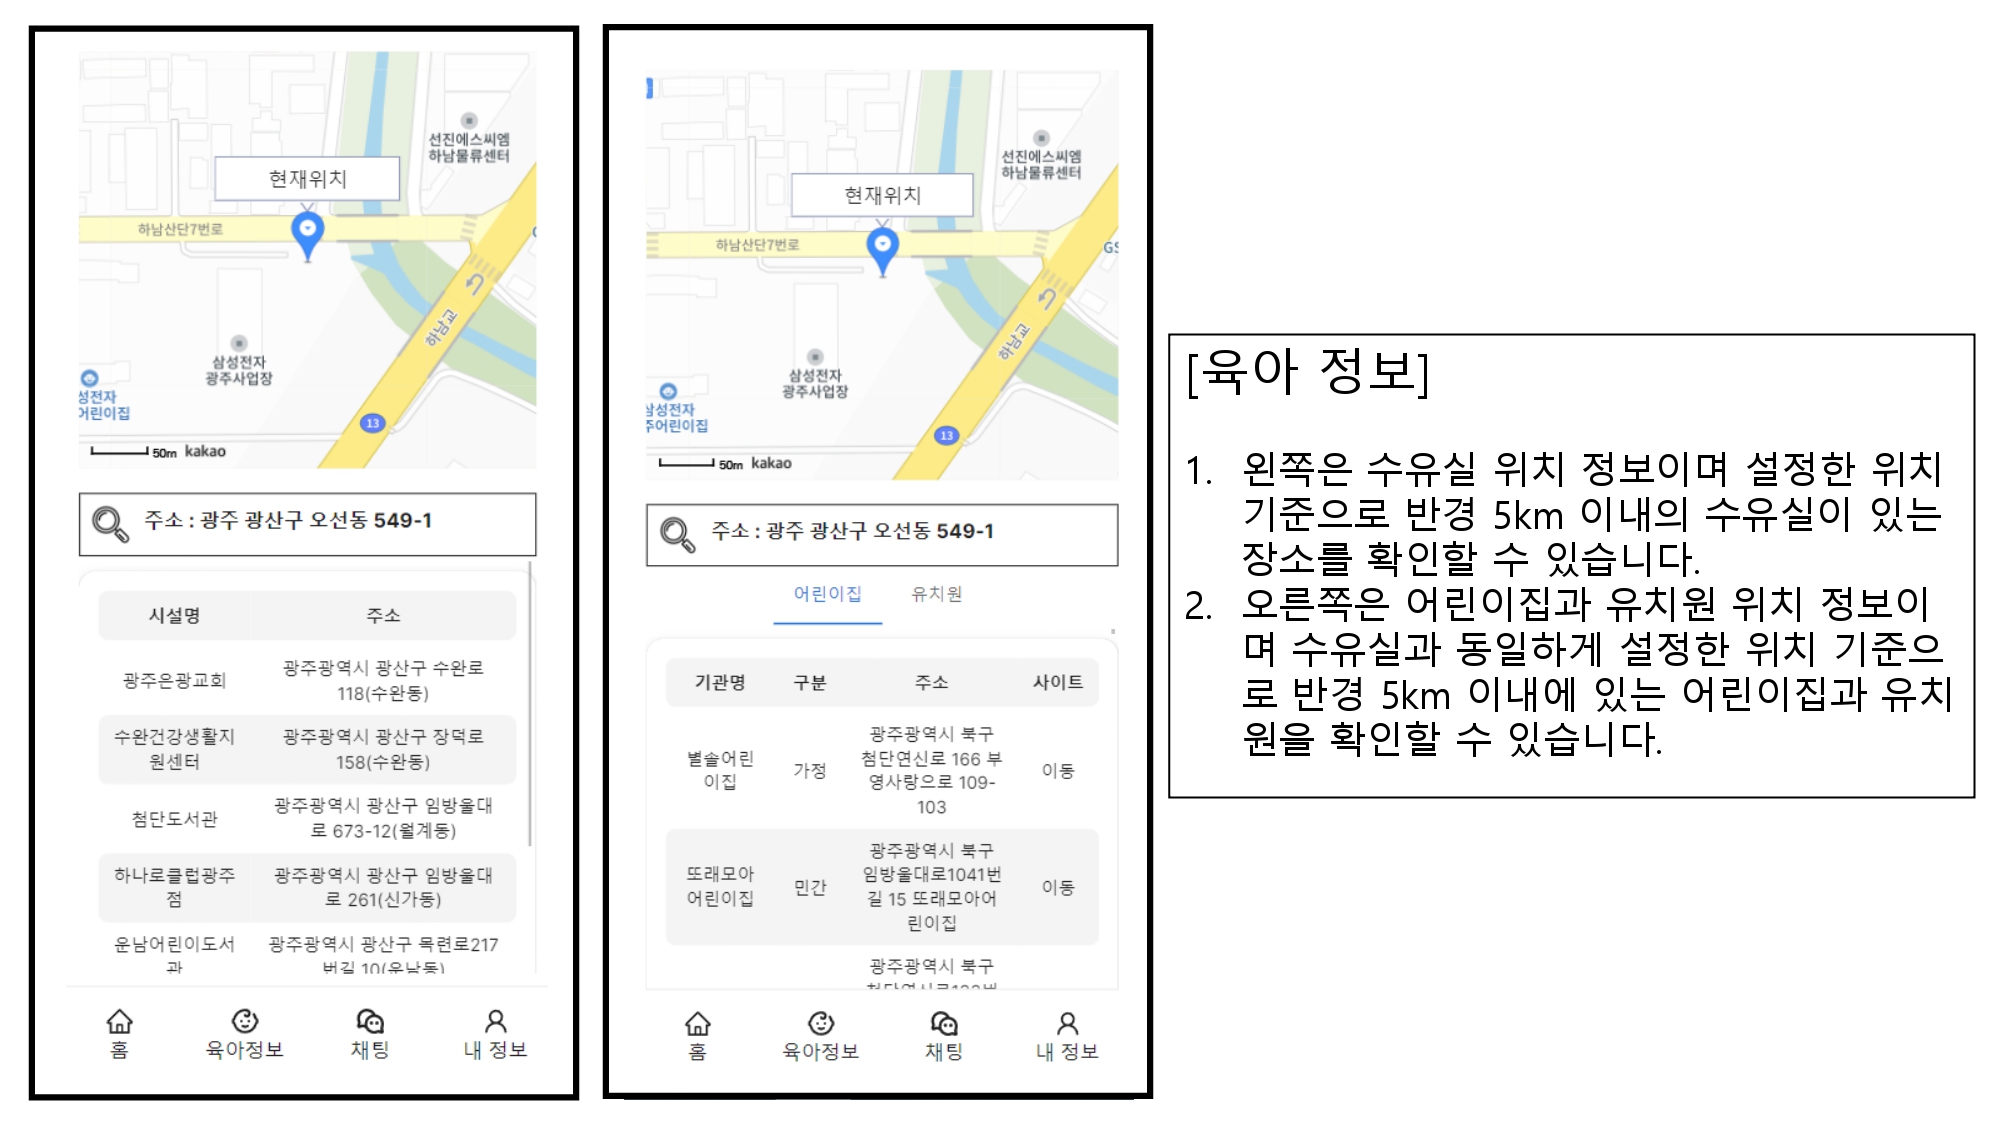 선진에스씨엠
하남물류센터
현재위치
하남산단7번로
하남교
삼성전자
광주사업장
성전자
어린이집
13
50m kakao
주소 : 광주 광산구 오선동 549-1
시설명 주소
광주은광교회 광주광역시 광산구 수완로
118(수완동)
수완건강생활지 광주광역시 광산구 장덕로
원센터 158(수완동)
첨단도서관 광주광역시 광산구 임방울대
로 673-12(월계동)
하나로클럽광주 광주광역시 광산구 임방울대
점 로 261(신가동)
운남어린이도서 광주광역시 광산구 목련로217
관 번길 10(운남동)
홈 육아정보 채팅 내 정보
선진에스씨엠
하남물류센터
현재위치
하남산단7번로
GS
하남교
삼성전자
광주사업장
삼성전자
주어린이집
13
50m kakao
주소 : 광주 광산구 오선동 549-1
어린이집 유치원
기관명 구분 주소 사이트
광주광역시 북구
별솔어린 첨단연신로 166 부
이집 가정 영사랑으로 109- 이동
103
광주광역시 북구
또래모아 임방울대로1041번
어린이집 민간 길 15 또래모아어 이동
린이집
광주광역시 북구
홈 육아정보 채팅 내 정보
[육아 정보]
1. 왼쪽은 수유실 위치 정보이며 설정한 위치
기준으로 반경 5km 이내의 수유실이 있는
장소를 확인할 수 있습니다.
2. 오른쪽은 어린이집과 유치원 위치 정보이
며 수유실과 동일하게 설정한 위치 기준으
로 반경 5km 이내에 있는 어린이집과 유치
원을 확인할 수 있습니다.